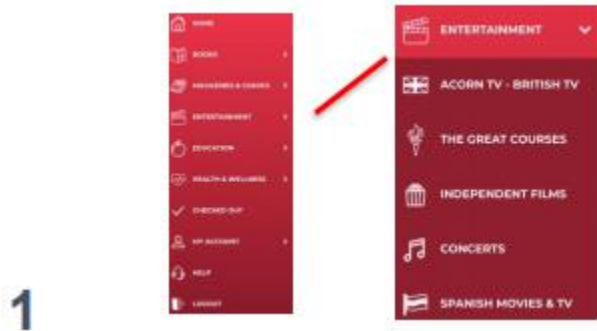 HOME
BOOKS
MAGAZINES & COMICS
ENTERTAINMENT
EDUCATION
HEALTH & WELLNESS
CHECKED OUT
MY ACCOUNT
HELP
LOGOUT
ENTERTAINMENT
ACORN TV - BRITISH TV
THE GREAT COURSES
INDEPENDENT FILMS
CONCERTS
SPANISH MOVIES & TV
1